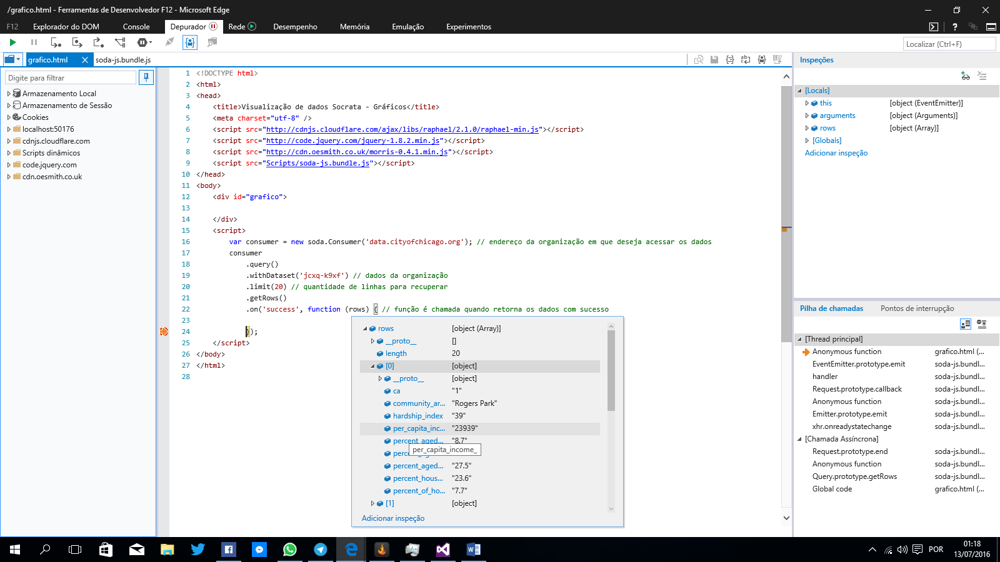 /grafico.html - Ferramentas de Desenvolvedor F12 - Microsoft Edge
F12 Explorador do DOM Console Depurador Rede Desempenho Memória Emulação Experimentos
Localizar (Ctrl+F)
grafico.html soda-js.bundle.js
Digite para filtrar
Armazenamento Local
Armazenamento de Sessão
Cookies
localhost:50176
cdnjs.cloudflare.com
Scripts dinâmicos
code.jquery.com
cdn.oesmith.co.uk
1 <!DOCTYPE html>
2 <html>
3 <head>
4 <title>Visualização de dados Socrata - Gráficos</title>
5 <meta charset="utf-8" />
6 <script src="http://cdnjs.cloudflare.com/ajax/libs/raphael/2.1.0/raphael-min.js"></script>
7 <script src="http://code.jquery.com/jquery-1.8.2.min.js"></script>
8 <script src="http://cdn.oesmith.co.uk/morris-0.4.1.min.js"></script>
9 <script src="Scripts/soda-js.bundle.js"></script>
10 </head>
11 <body>
12 <div id="grafico">
13
14 </div>
15 <script>
16 var consumer = new soda.Consumer('data.cityofchicago.org'); // endereço da organização em que deseja acessar os dados
17 consumer
18 .query()
19 .withDataset('jcxq-k9xf') // dados da organização
20 .limit(20) // quantidade de linhas para recuperar
21 .getRows()
22 .on('success', function (rows) { // função é chamada quando retorna os dados com sucesso
23
24 });
25 </script>
26 </body>
27 </html>
28
rows [object (Array)]
__proto__ []
length 20
[0] [object]
__proto__ [object]
ca "1"
community_ar... "Rogers Park"
hardship_index "39"
per_capita_inc... "23939"
percent_aged... "8.7"
per_capita_income_
percent_aged... "27.5"
percent_hous... "23.6"
percent_of_ho... "7.7"
[1] [object]
Adicionar inspeção
Inspeções
[Locals]
this [object (EventEmitter)]
arguments [object (Arguments)]
rows [object (Array)]
[Globals]
Adicionar inspeção
Pilha de chamadas Pontos de interrupção
[Thread principal]
Anonymous function grafico.html (...
EventEmitter.prototype.emit soda-js.bundl...
handler soda-js.bundl...
Request.prototype.callback soda-js.bundl...
Anonymous function soda-js.bundl...
Emitter.prototype.emit soda-js.bundl...
xhr.onreadystatechange soda-js.bundl...
[Chamada Assíncrona]
Request.prototype.end soda-js.bundl...
Anonymous function soda-js.bundl...
Query.prototype.getRows soda-js.bundl...
Global code grafico.html (...
POR
01:18
13/07/2016